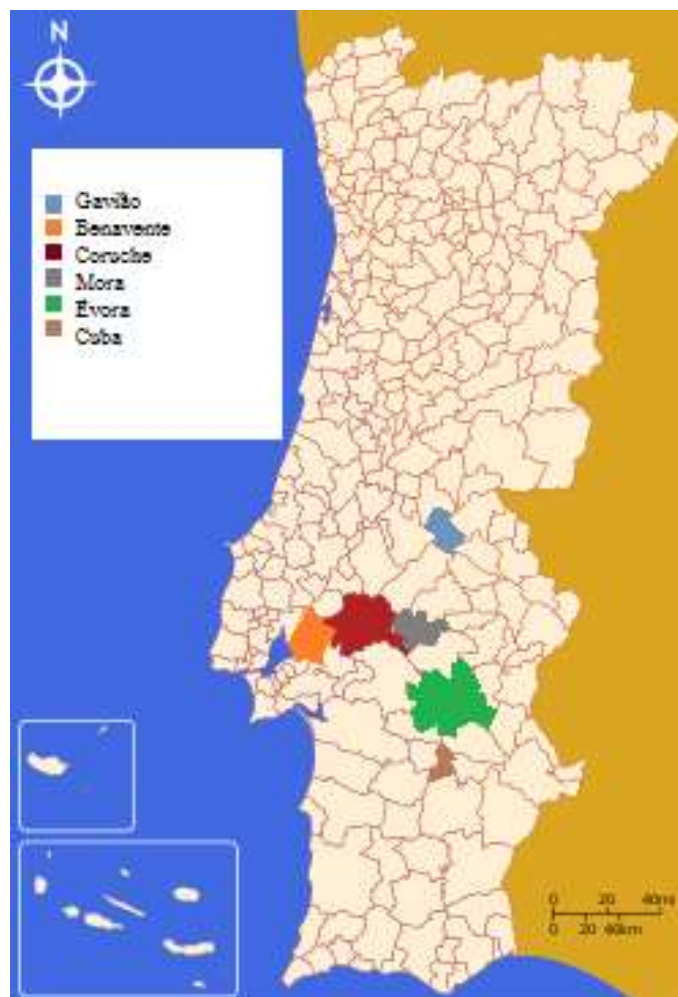 N
Gavião
Benavente
Coruche
Mora
Évora
Cuba
0 20 40mi
0 20 40km